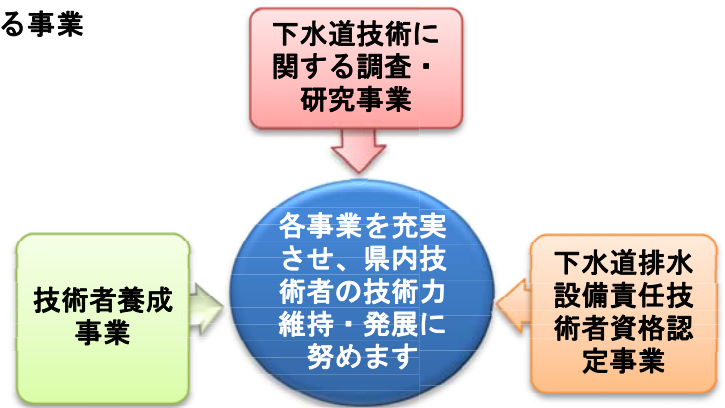 る事業
下水道技術に
関する調査・
研究事業
各事業を充実
させ、県内技
術者の技術力
維持・発展に
努めます
技術者養成
事業
下水道排水
設備責任技
術者資格認
定事業